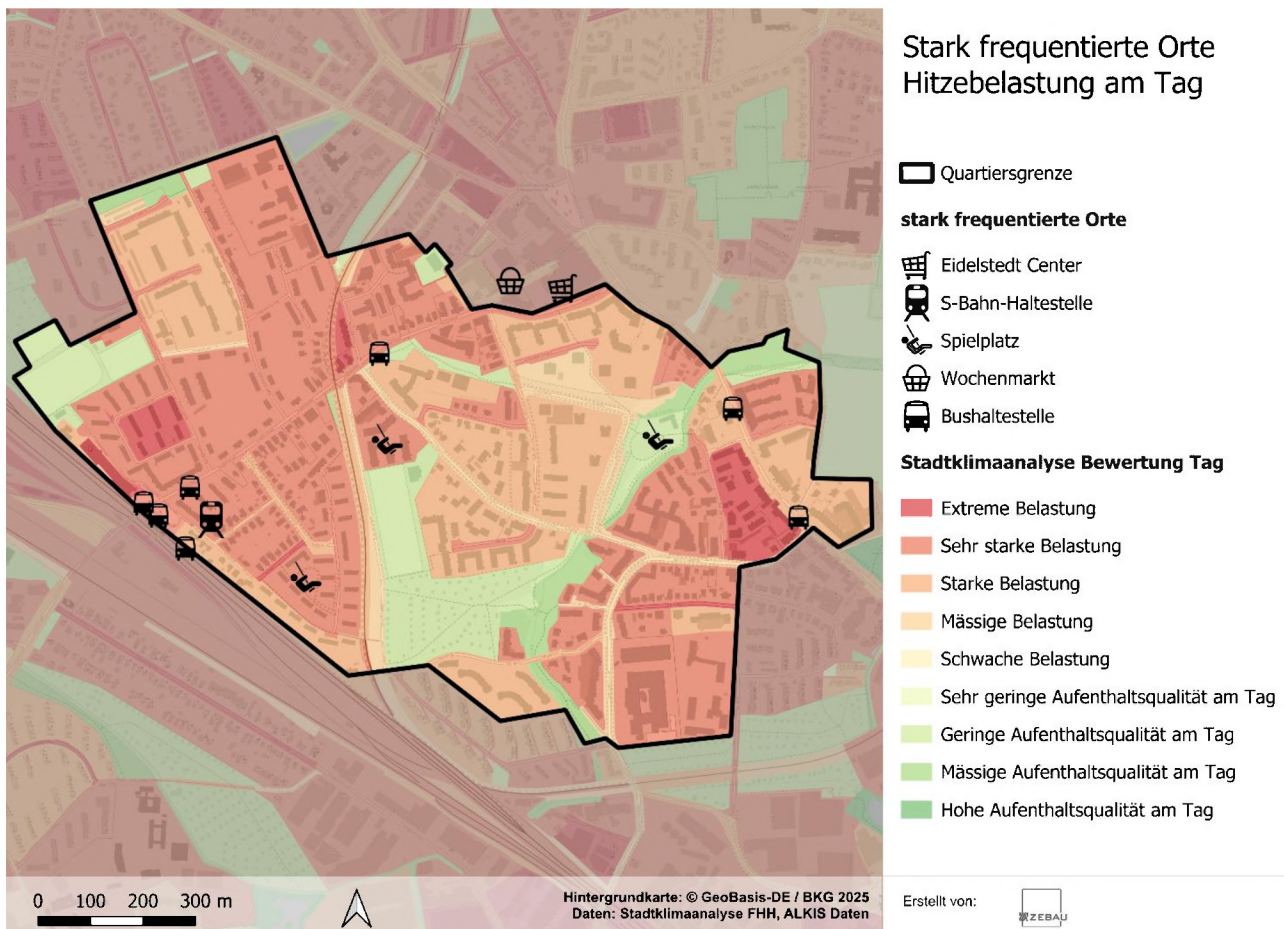 Stark frequentierte Orte
Hitzebelastung am Tag
Quartiersgrenze
stark frequentierte Orte
Eidelstedt Center
S-Bahn-Haltestelle
Spielplatz
Wochenmarkt
Bushaltestelle
Stadtklimaanalyse Bewertung Tag
Extreme Belastung
Sehr starke Belastung
Starke Belastung
Mässige Belastung
Schwache Belastung
Sehr geringe Aufenthaltsqualität am Tag
Geringe Aufenthaltsqualität am Tag
Mässige Aufenthaltsqualität am Tag
Hohe Aufenthaltsqualität am Tag
0 100 200 300 m
Hintergrundkarte: © GeoBasis-DE / BKG 2025
Daten: Stadtklimaanalyse FHH, ALKIS Daten
Erstellt von:
ZEBAU